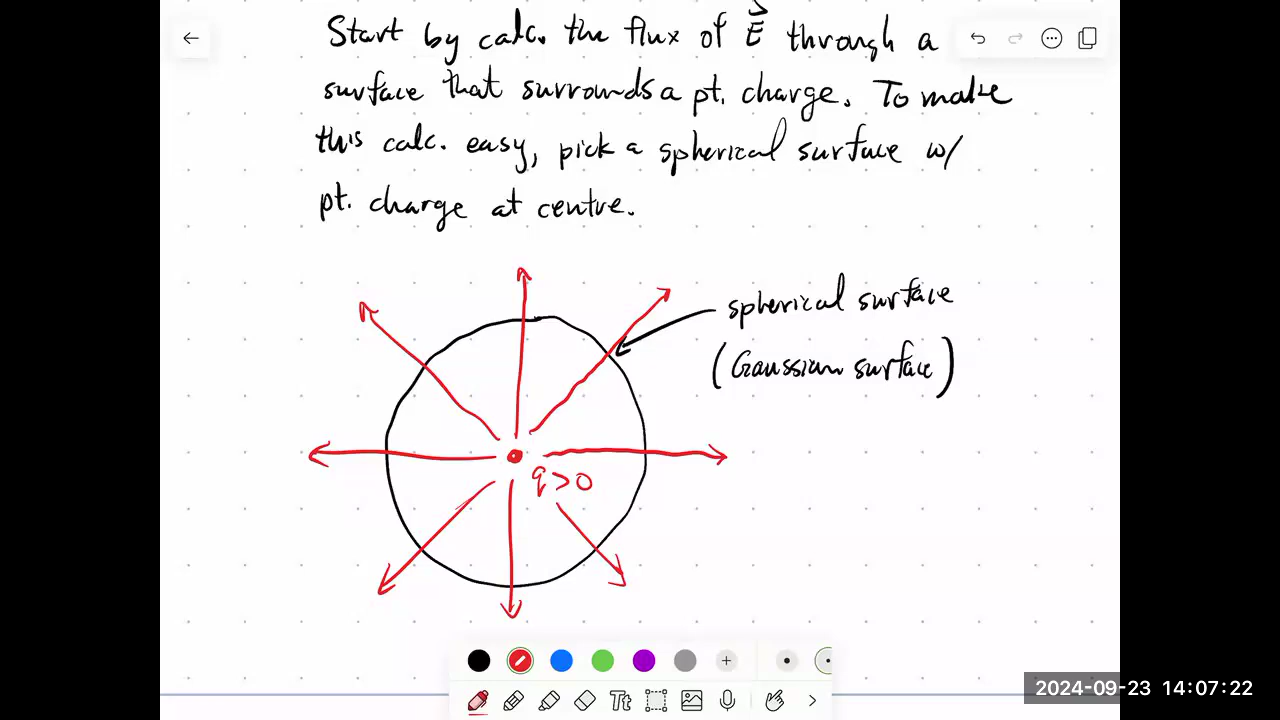 Start by calc. the flux of E⃗ through a
surface that surrounds a pt. charge. To make
this calc. easy, pick a spherical surface w/
pt. charge at centre.
spherical surface
(Gaussian surface)
q>0
Tt
2024-09-23 14:07:22